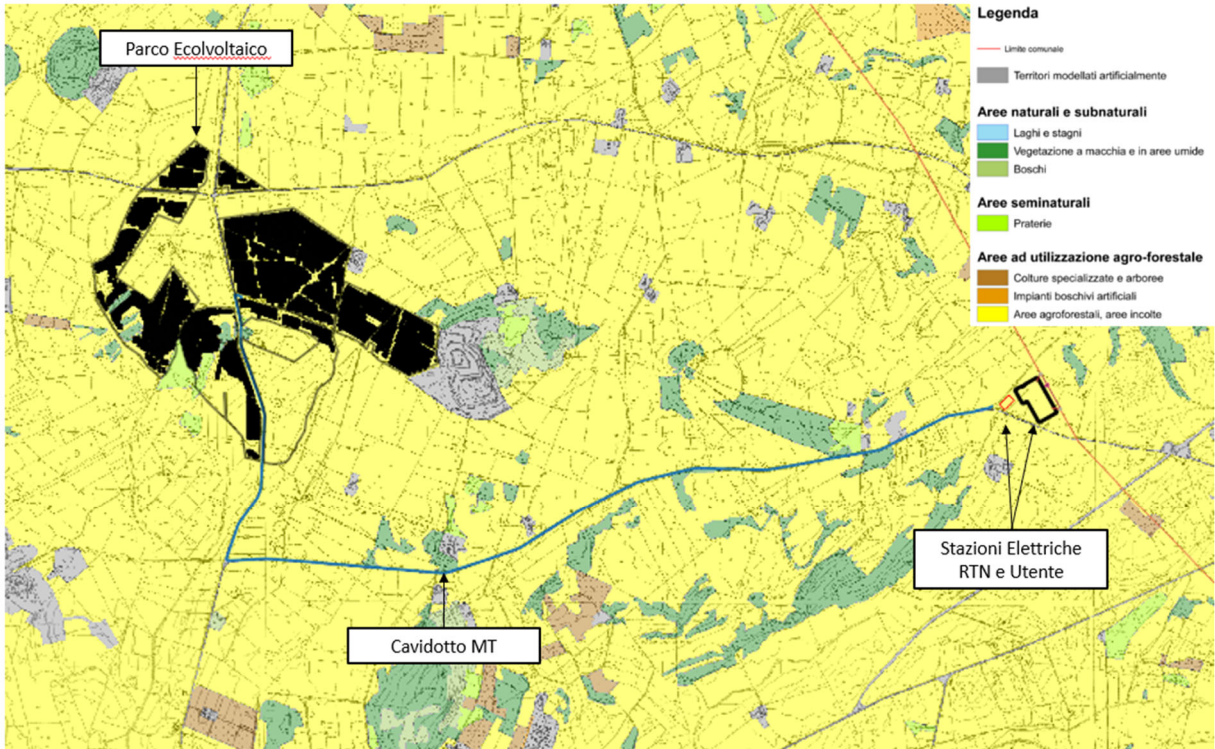 Parco Ecolvoltaico
Cavidotto MT
Stazioni Elettriche
RTN e Utente
Legenda
Limite comunale
Territori modellati artificialmente
Aree naturali e subnaturali
Laghi e stagni
Vegetazione a macchia e in aree umide
Boschi
Aree seminaturali
Praterie
Aree ad utilizzazione agro-forestale
Colture specializzate e arboree
Impianti boschivi artificiali
Aree agroforestali, aree incolte